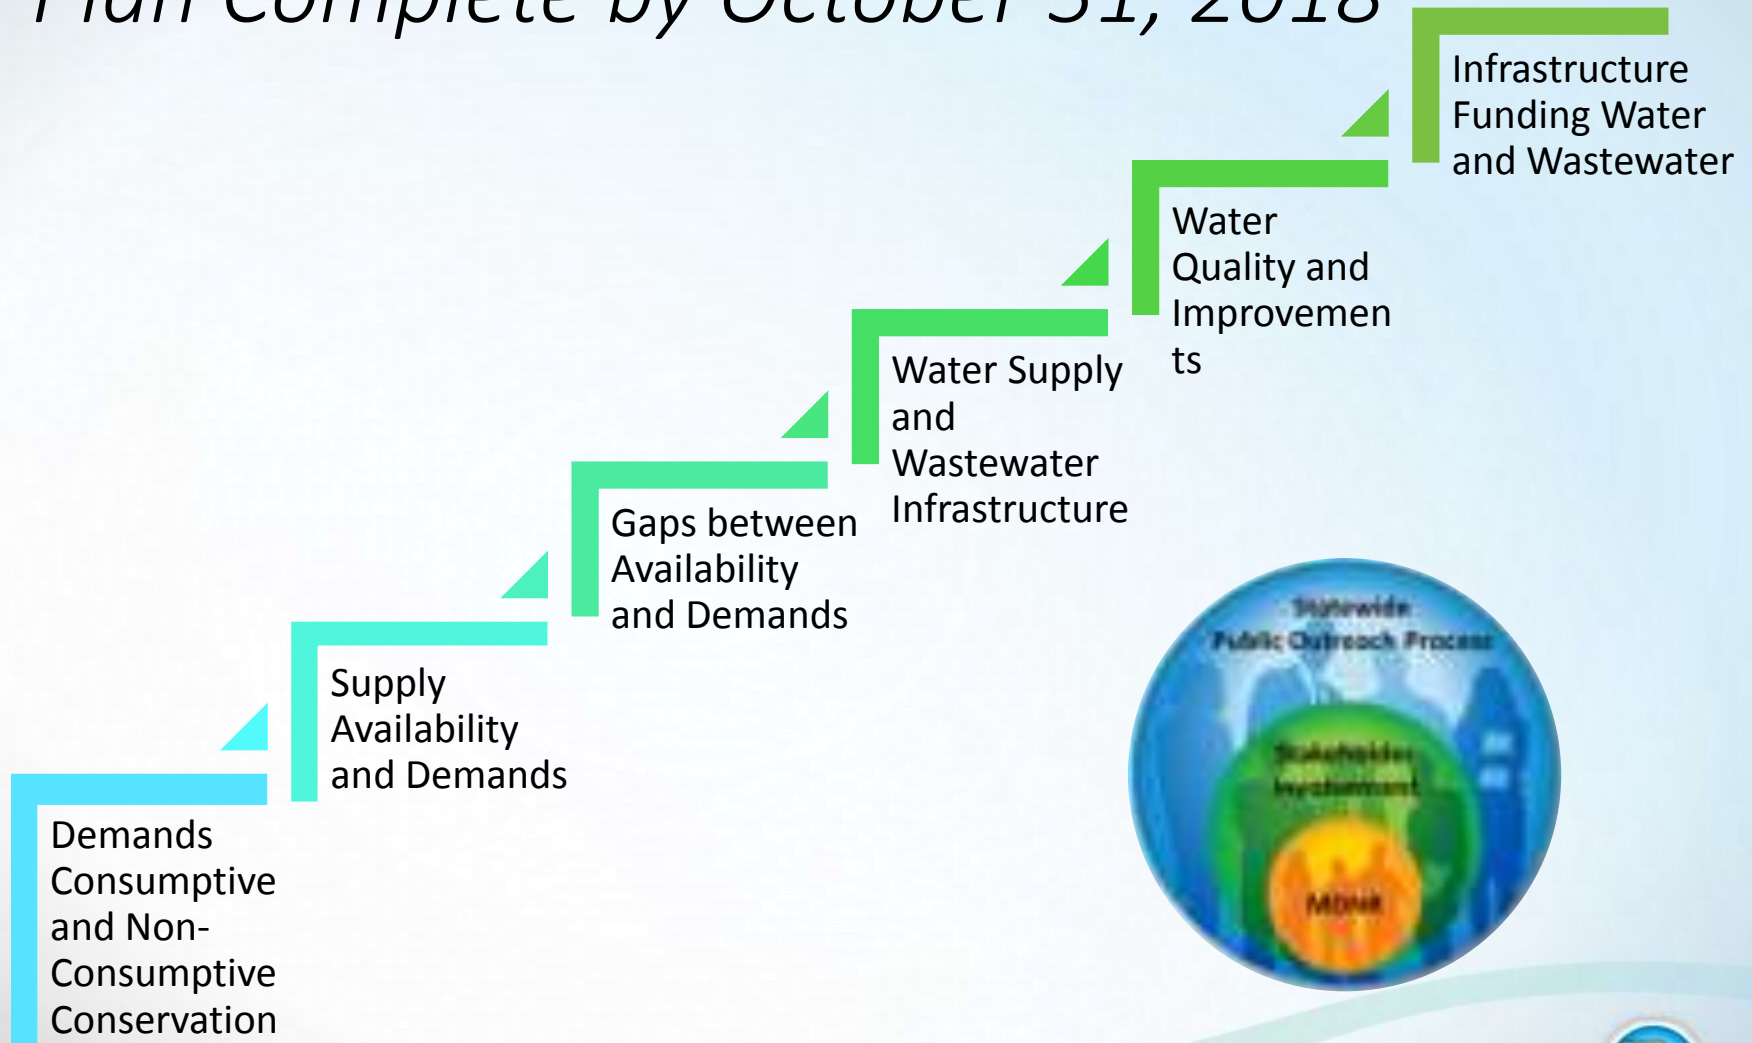 Plan Complete by October 31, 2018
Infrastructure
Funding Water
and Wastewater
Water
Quality and
Improvemen
ts
Water Supply
and
Wastewater
Infrastructure
Gaps between
Availability
and Demands
Supply
Availability
and Demands
Demands
Consumptive
and Non-
Consumptive
Conservation
Statewide
Public Outreach Process
Stakeholder
Involvement
MDNR